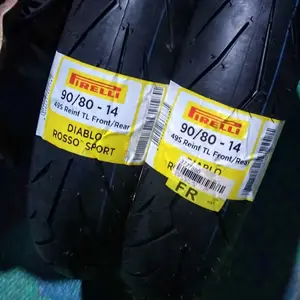 PIRELLI
90/80 - 14
49S Reinf TL Front/Rear
DIABLO
ROSSO SPORT
PIRELLI
90/80 - 14
49S Reinf TL Front/Rear
DIABLO
FR